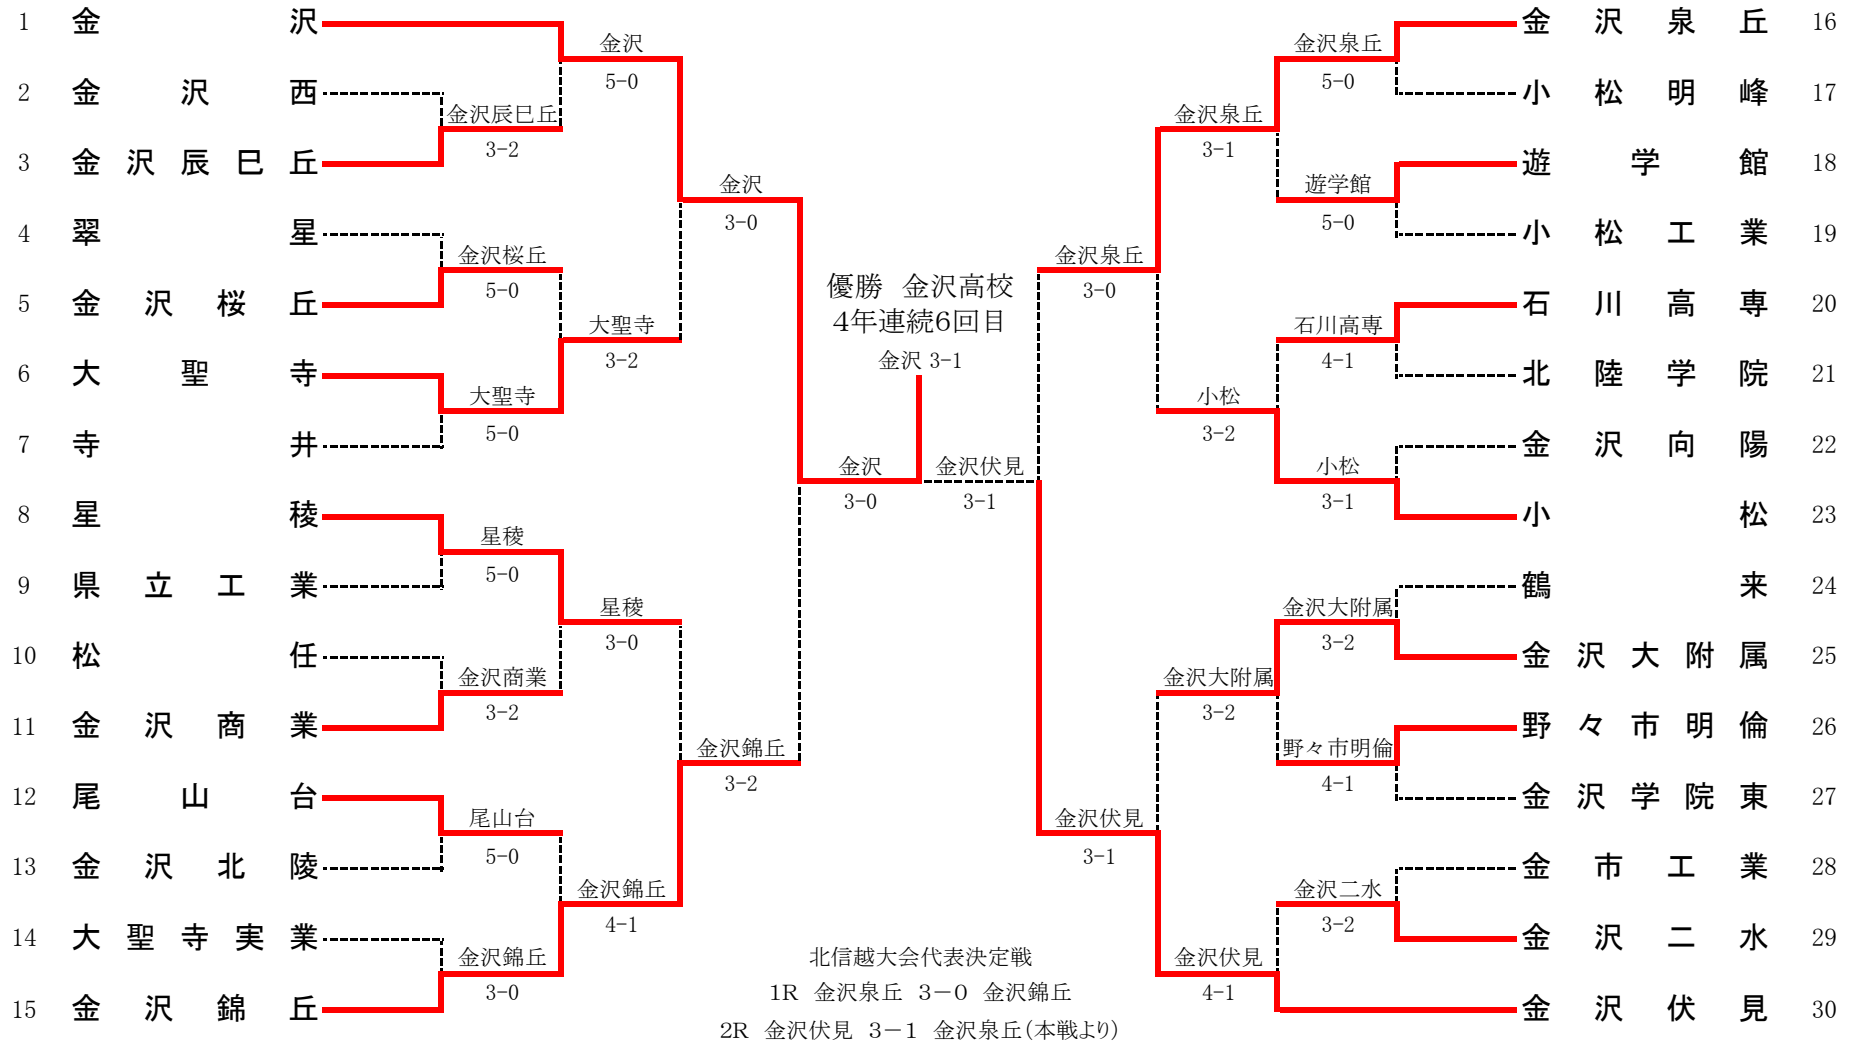 1 金沢
2 金沢西
3 金沢辰巳丘
4 翠星
5 金沢桜丘
6 大聖寺
7 寺井
8 星稜
9 県立工業
10 松任
11 金沢商業
12 尾山台
13 金沢北陵
14 大聖寺実業
15 金沢錦丘
金沢辰巳丘
3-2
金沢桜丘
5-0
大聖寺
5-0
星稜
5-0
金沢商業
3-2
尾山台
5-0
金沢錦丘
3-0
金沢
5-0
大聖寺
3-2
星稜
3-0
金沢錦丘
4-1
金沢
3-0
金沢錦丘
3-2
金沢
3-0
優勝 金沢高校
4年連続6回目
金沢 3-1
金沢伏見
3-1
金沢泉丘
3-0
金沢伏見
3-1
金沢泉丘
3-1
小松
3-2
金沢大附属
3-2
金沢伏見
4-1
金沢泉丘
5-0
遊学館
5-0
石川高専
4-1
小松
3-1
金沢大附属
3-2
野々市明倫
4-1
金沢二水
3-2
金沢泉丘 16
小松明峰 17
遊学館 18
小松工業 19
石川高専 20
北陸学院 21
金沢向陽 22
小松 23
鶴来 24
金沢大附属 25
野々市明倫 26
金沢学院東 27
金市工業 28
金沢二水 29
金沢伏見 30
北信越大会代表決定戦
1R 金沢泉丘 3－0 金沢錦丘
2R 金沢伏見 3－1 金沢泉丘(本戦より)